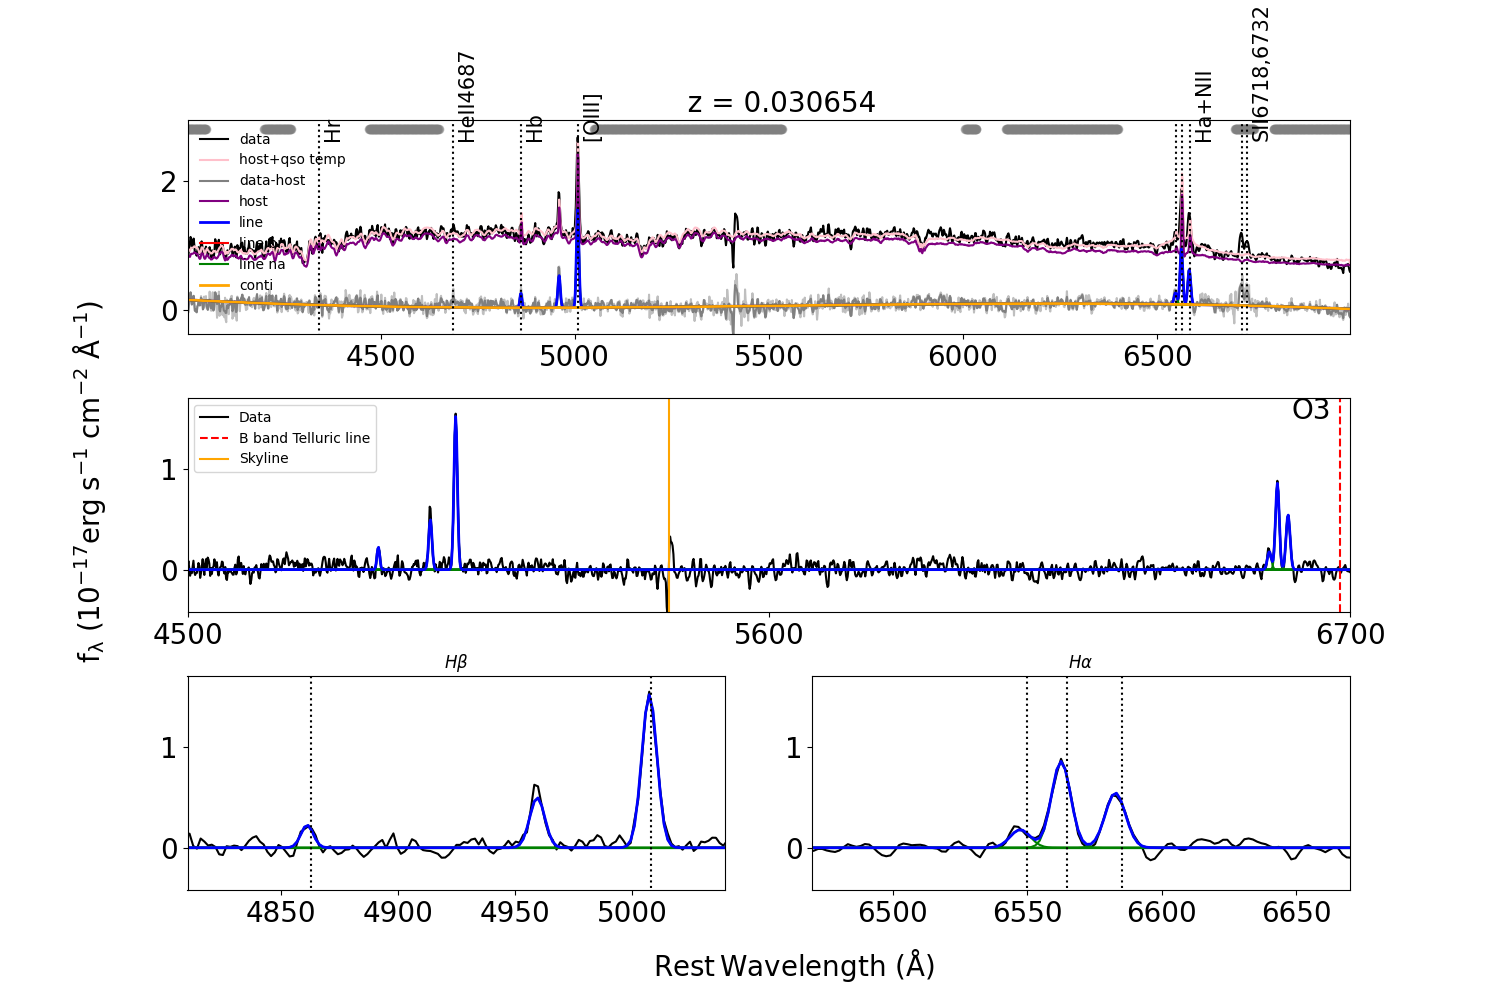 z = 0.030654
Hr
HeII4687
Hb
[OIII]
Ha+NII
SII6718,6732
data
host+qso temp
data-host
host
line
line na
conti
2
0
4500
5000
5500
6000
6500
fλ (10⁻¹⁷erg s⁻¹ cm⁻² Å⁻¹)
Data
B band Telluric line
Skyline
O3
1
0
4500
5600
6700
Hβ
Hα
1
0
4850
4900
4950
5000
1
0
6500
6550
6600
6650
Rest Wavelength (Å)